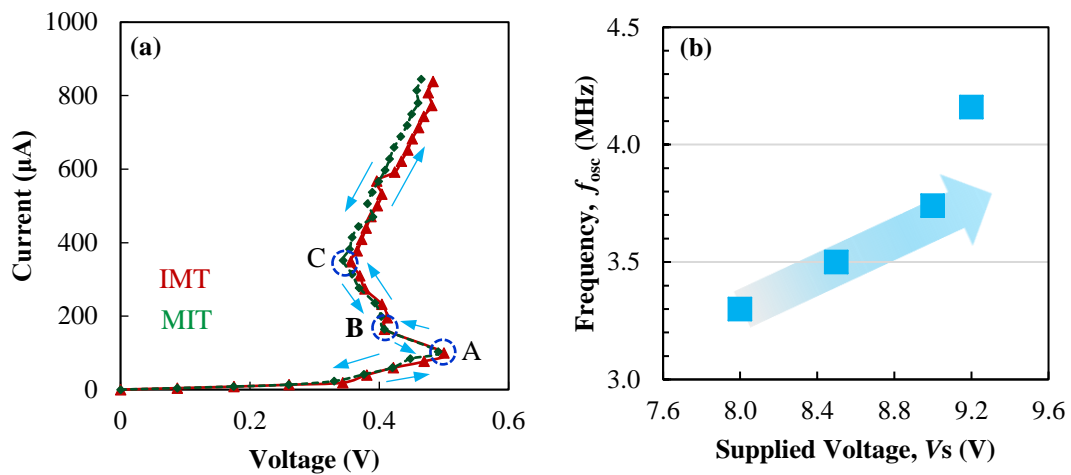 (a)
1000
800
600
400
200
0
Current (µA)
C
IMT
MIT
B
A
0
0.2
0.4
0.6
Voltage (V)
(b)
4.5
4.0
3.5
3.0
Frequency, fosc (MHz)
7.6
8.0
8.4
8.8
9.2
9.6
Supplied Voltage, Vs (V)